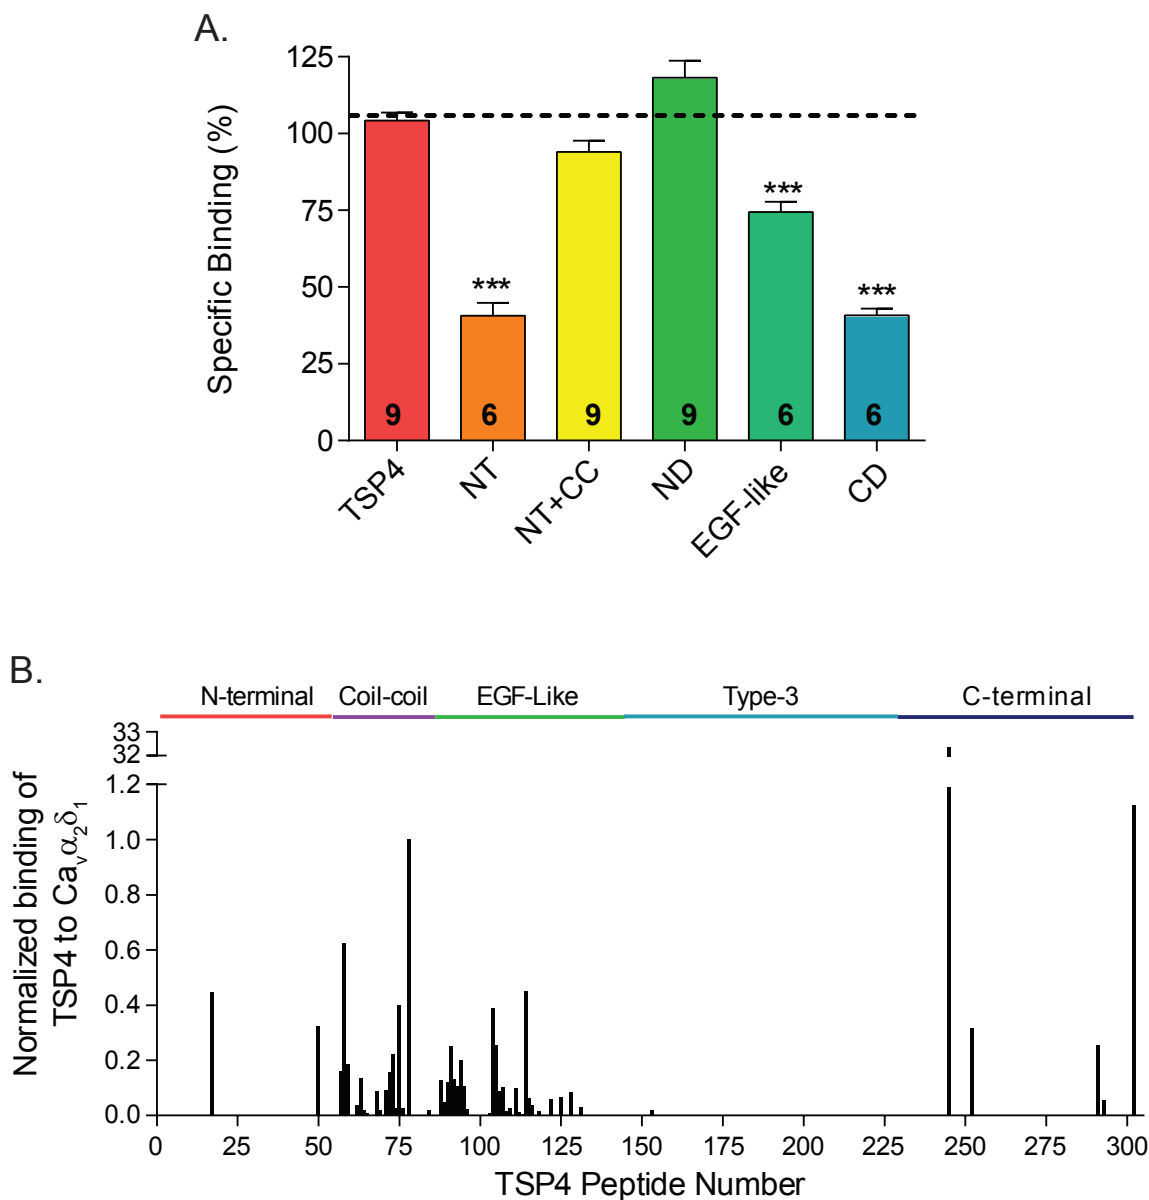 A.
Specific Binding (%)
125
100
75
50
25
0
***
***
***
9
6
9
9
6
6
TSP4
NT
NT+CC
ND
EGF-like
CD
B.
N-terminal
Coil-coil
EGF-Like
Type-3
C-terminal
Normalized binding of
TSP4 to Cavα2δ1
33
32
1.2
1.0
0.8
0.6
0.4
0.2
0.0
0
25
50
75
100
125
150
175
200
225
250
275
300
TSP4 Peptide Number